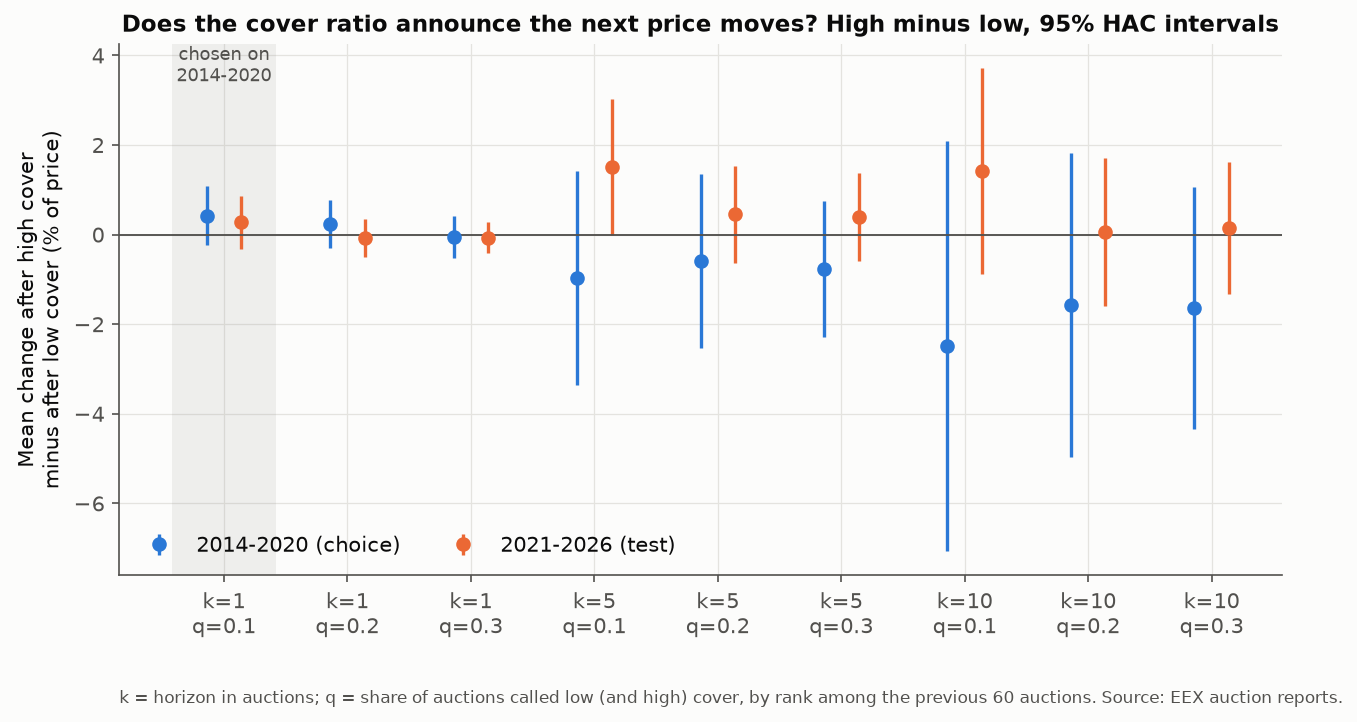 Does the cover ratio announce the next price moves? High minus low, 95% HAC intervals
chosen on
2014-2020
Mean change after high cover
minus after low cover (% of price)
4
2
0
−2
−4
−6
2014-2020 (choice)
2021-2026 (test)
k=1
q=0.1
k=1
q=0.2
k=1
q=0.3
k=5
q=0.1
k=5
q=0.2
k=5
q=0.3
k=10
q=0.1
k=10
q=0.2
k=10
q=0.3
k = horizon in auctions; q = share of auctions called low (and high) cover, by rank among the previous 60 auctions. Source: EEX auction reports.